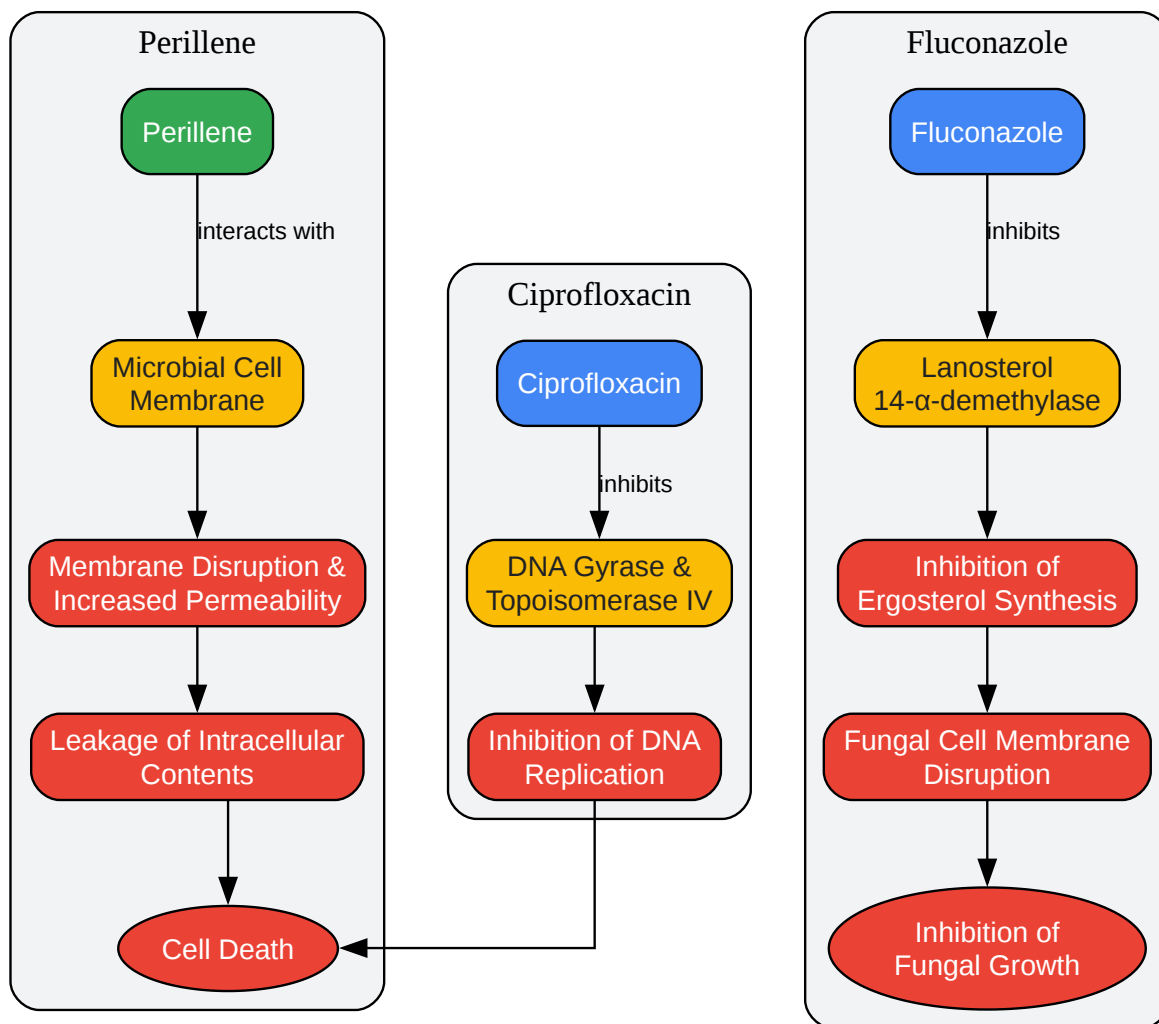 Perillene
Perillene
interacts with
Microbial Cell
Membrane
Membrane Disruption &
Increased Permeability
Leakage of Intracellular
Contents
Cell Death
Ciprofloxacin
Ciprofloxacin
inhibits
DNA Gyrase &
Topoisomerase IV
Inhibition of DNA
Replication
Fluconazole
Fluconazole
inhibits
Lanosterol
14-α-demethylase
Inhibition of
Ergosterol Synthesis
Fungal Cell Membrane
Disruption
Inhibition of
Fungal Growth